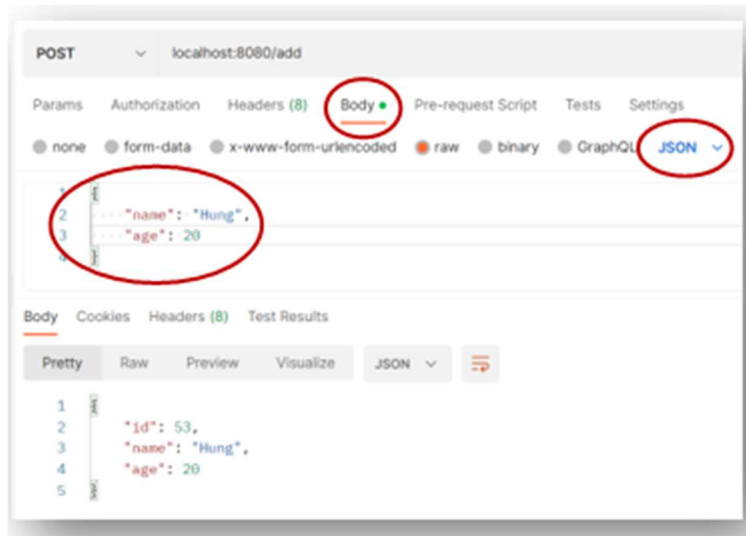 POST localhost:8080/add
Params Authorization Headers (8) Body Pre-request Script Tests Settings
none form-data x-www-form-urlencoded raw binary GraphQL JSON
1 {
2 "name": "Hung",
3 "age": 20
4 }
Body Cookies Headers (8) Test Results
Pretty Raw Preview Visualize JSON
1 {
2 "id": 53,
3 "name": "Hung",
4 "age": 20
5 }